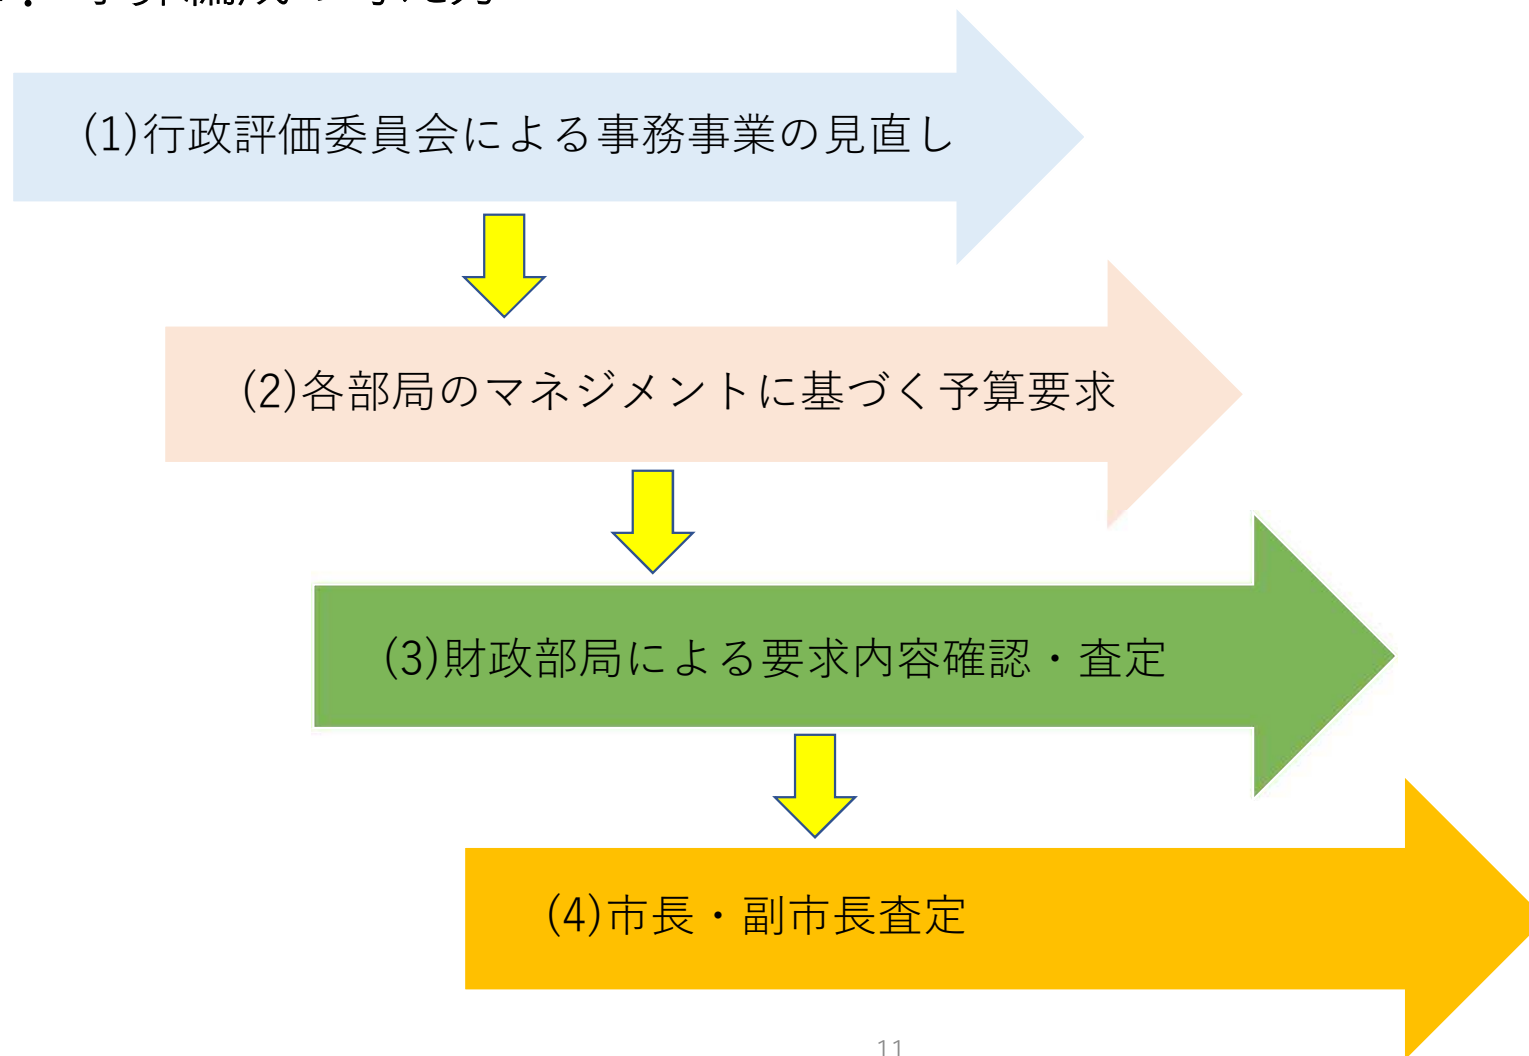 (1)行政評価委員会による事務事業の見直し
(2)各部局のマネジメントに基づく予算要求
(3)財政部局による要求内容確認・査定
(4)市長・副市長査定
11